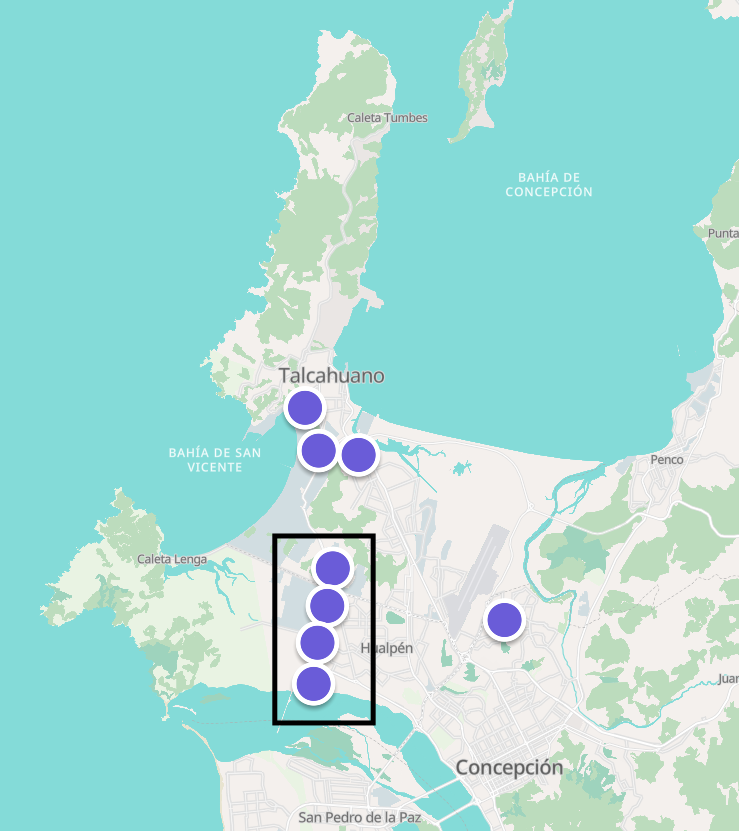 Caleta Tumbes
BAHÍA DE
CONCEPCIÓN
Punta
Talcahuano
BAHÍA DE SAN
VICENTE
Penco
Caleta Lenga
Hualpén
Juar
Concepción
San Pedro de la Paz